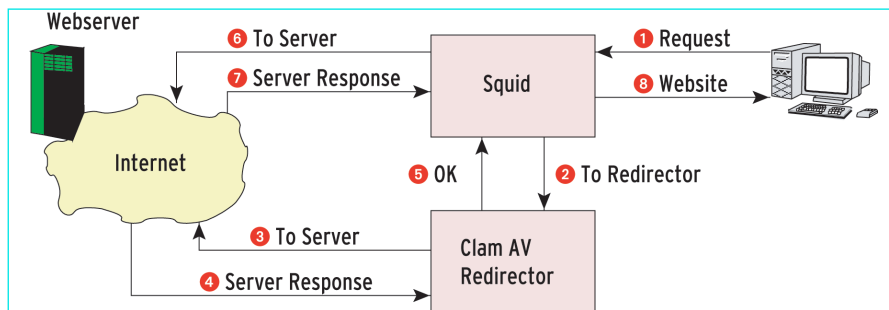 Webserver
6 To Server
1 Request
7 Server Response
Squid
8 Website
Internet
5 OK
2 To Redirector
3 To Server
Clam AV
Redirector
4 Server Response